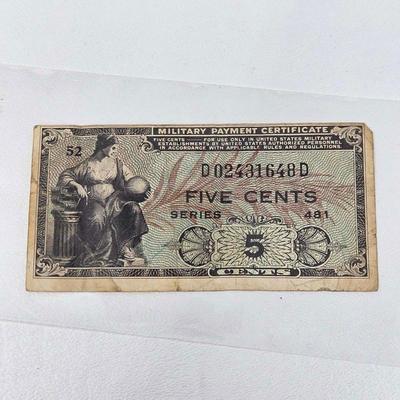 MILITARY PAYMENT CERTIFICATE
FIVE CENTS — FOR USE ONLY IN UNITED STATES MILITARY
ESTABLISHMENTS BY UNITED STATES AUTHORIZED PERSONNEL
IN ACCORDANCE WITH APPLICABLE RULES AND REGULATIONS.
52
D02431648D
FIVE CENTS
SERIES 481
5
CENTS